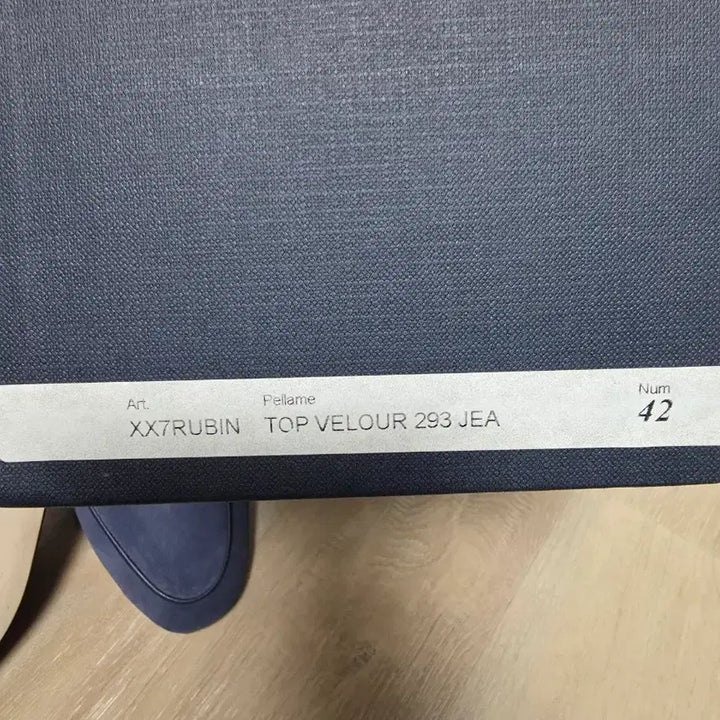 Art. Pellame Num
XX7RUBIN TOP VELOUR 293 JEA 42